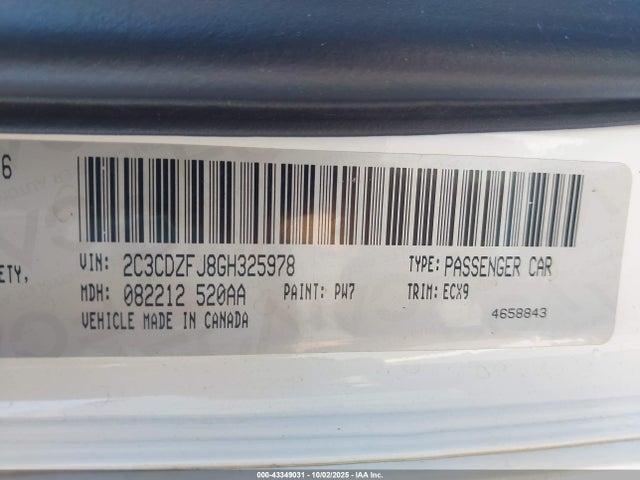 6
ETY,
VIN: 2C3CDZFJ8GH325978 TYPE: PASSENGER CAR
MDH: 082212 520AA PAINT: PW7 TRIM: ECX9
VEHICLE MADE IN CANADA
4658843
000-43349031 - 10/02/2025 - IAA Inc.